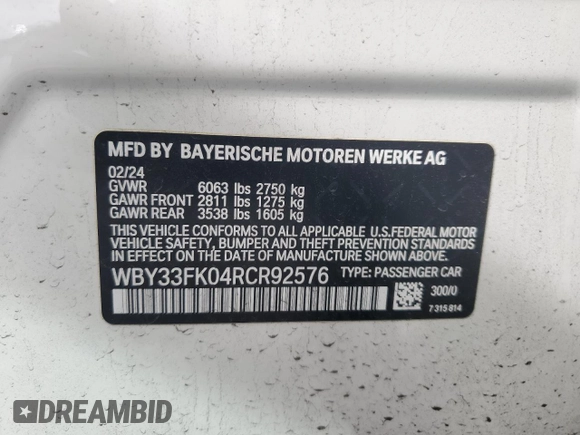 MFD BY BAYERISCHE MOTOREN WERKE AG
02/24
GVWR 6063 lbs 2750 kg
GAWR FRONT 2811 lbs 1275 kg
GAWR REAR 3538 lbs 1605 kg
THIS VEHICLE CONFORMS TO ALL APPLICABLE U.S.FEDERAL MOTOR
VEHICLE SAFETY, BUMPER AND THEFT PREVENTION STANDARDS
IN EFFECT ON THE DATE OF MANUFACTURE SHOWN ABOVE.
WBY33FK04RCR92576 TYPE: PASSENGER CAR
300/0
7 315 814
DREAMBID